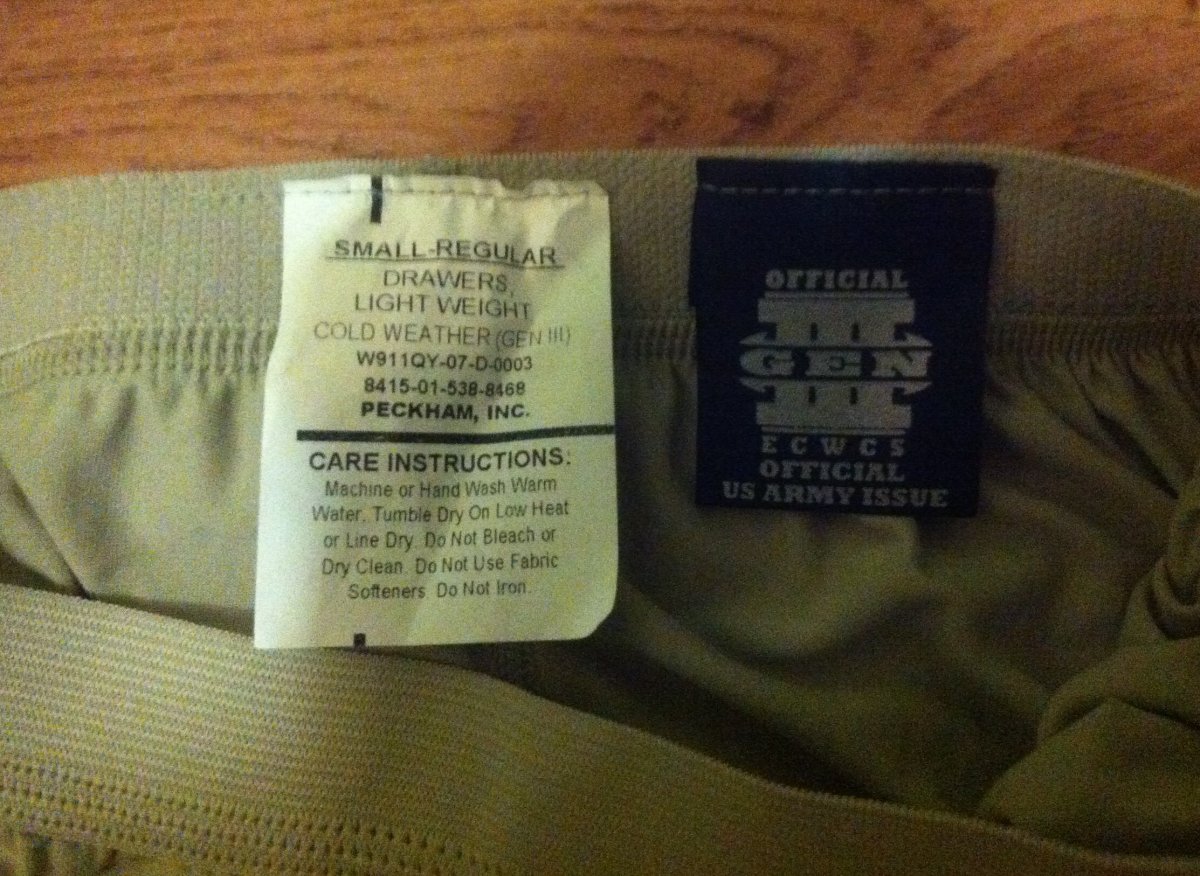 SMALL-REGULAR
DRAWERS,
LIGHT WEIGHT
COLD WEATHER (GEN III)
W911QY-07-D-0003
8415-01-538-8468
PECKHAM, INC.
CARE INSTRUCTIONS:
Machine or Hand Wash Warm
Water. Tumble Dry On Low Heat
or Line Dry. Do Not Bleach or
Dry Clean. Do Not Use Fabric
Softeners Do Not Iron.
OFFICIAL
III
GEN
ECWCS
OFFICIAL
US ARMY ISSUE